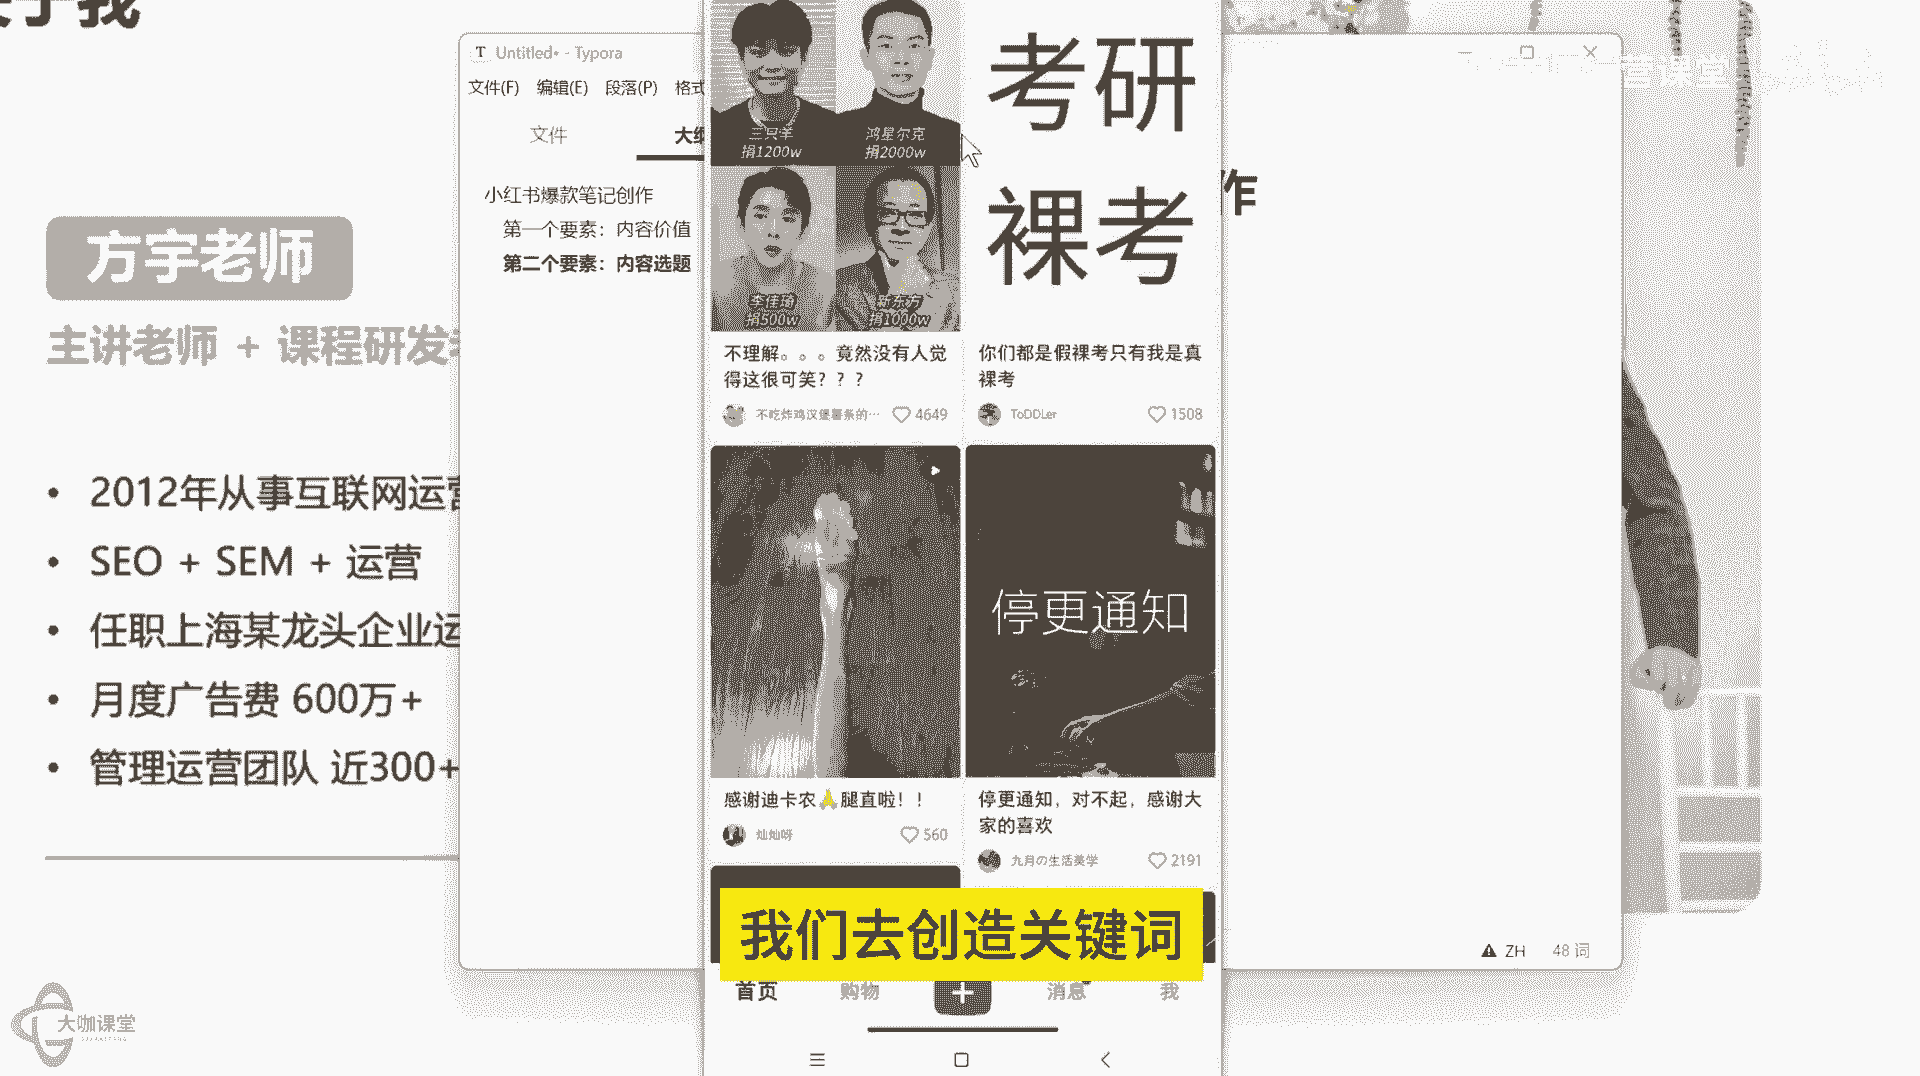 方宇老师
主讲老师 + 课程研发
2012年从事互联网运营
SEO + SEM + 运营
任职上海某龙头企业运
月度广告费 600万+
管理运营团队 近300+
大咖课堂
Untitled• - Typora
文件(F) 编辑(E) 段落(P) 格式
文件 大纲
小红书爆款笔记创作
第一个要素：内容价值
第二个要素：内容选题
三只羊
捐1200w
鸿星尔克
捐2000w
李佳琦
捐500w
新东方
捐1000w
不理解。。。竟然没有人觉
得这很可笑？？？
不吃炸鸡汉堡薯条的… 4649
考研
裸考
你们都是假裸考只有我是真
裸考
ToDDLer 1508
感谢迪卡农🙏腿直啦！！
灿灿呀 560
停更通知
停更通知，对不起，感谢大
家的喜欢
九月の生活美学 2191
我们去创造关键词
首页 购物 消息 我
作
营课堂
ZH 48 词